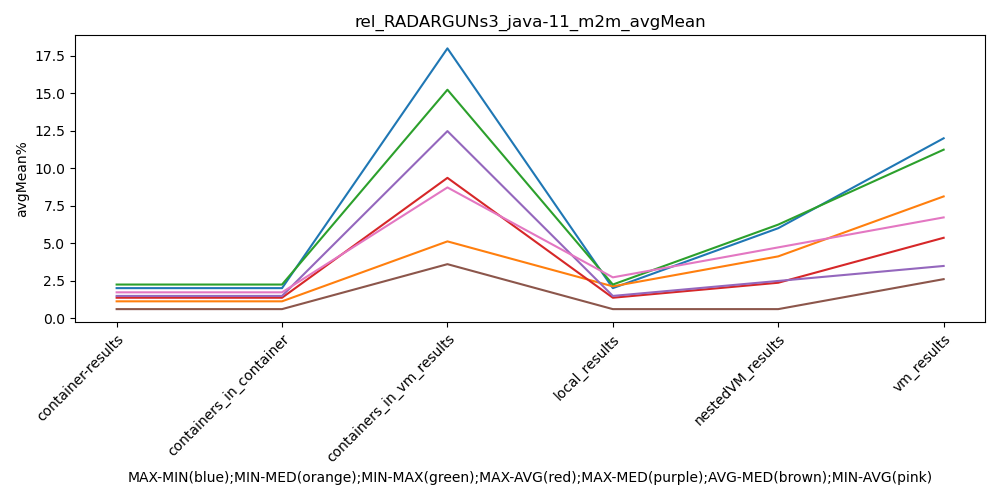 rel_RADARGUNs3_java-11_m2m_avgMean
avgMean%
17.5
15.0
12.5
10.0
7.5
5.0
2.5
0.0
container-results
containers_in_container
containers_in_vm_results
local_results
nestedVM_results
vm_results
MAX-MIN(blue);MIN-MED(orange);MIN-MAX(green);MAX-AVG(red);MAX-MED(purple);AVG-MED(brown);MIN-AVG(pink)